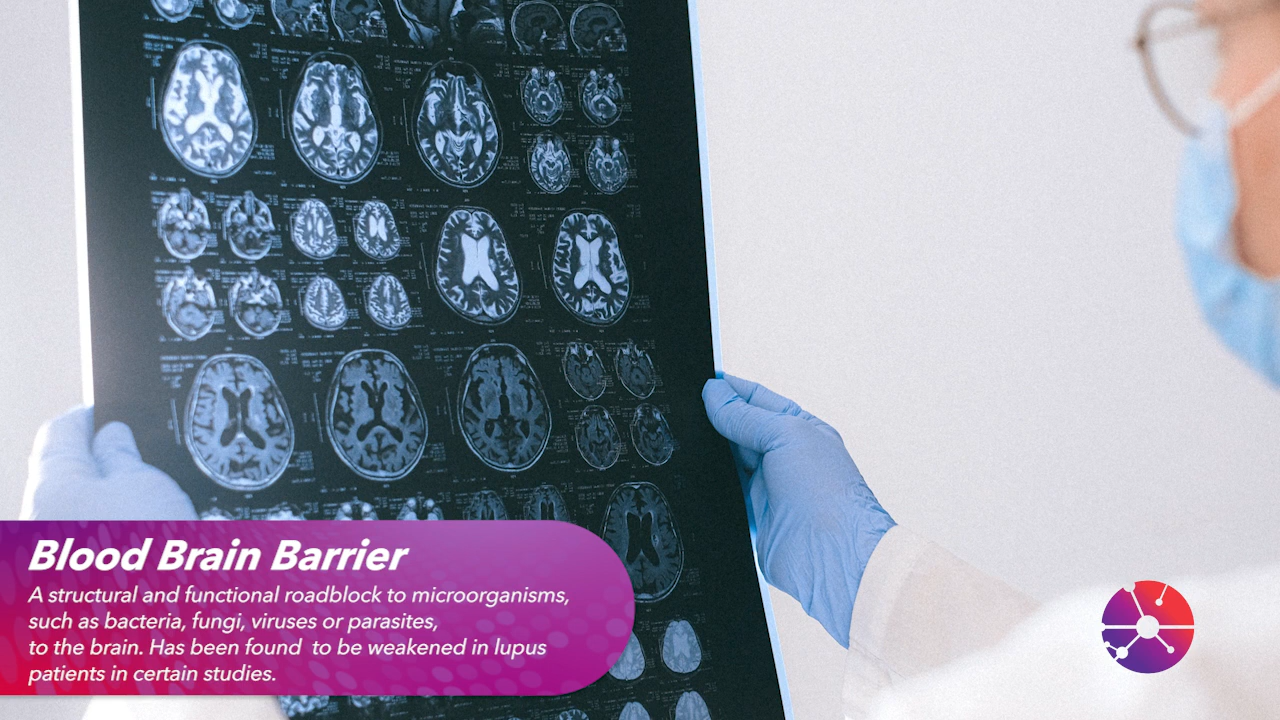 Blood Brain Barrier
A structural and functional roadblock to microorganisms,
such as bacteria, fungi, viruses or parasites,
to the brain. Has been found to be weakened in lupus
patients in certain studies.